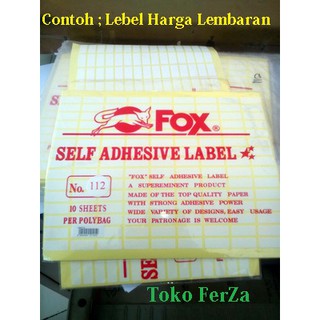 Contoh ; Lebel Harga Lembaran
FOX®
SELF ADHESIVE LABEL
No. 112
10 SHEETS
PER POLYBAG
"FOX" SELF ADHESIVE LABEL
A SUPEREMINENT PRODUCT
MADE OF THE TOP QUALITY PAPER
WITH STRONG ADHESIVE POWER
WIDE VARIETY OF DESIGNS, EASY USAGE
YOUR PATRONAGE IS WELCOME
Toko FerZa